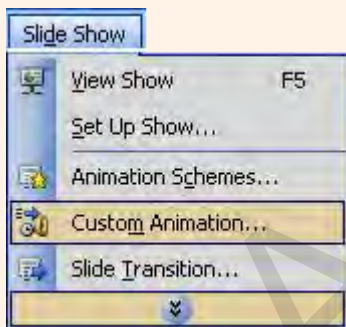 Slide Show
View Show F5
Set Up Show...
Animation Schemes...
Custom Animation...
Slide Transition...